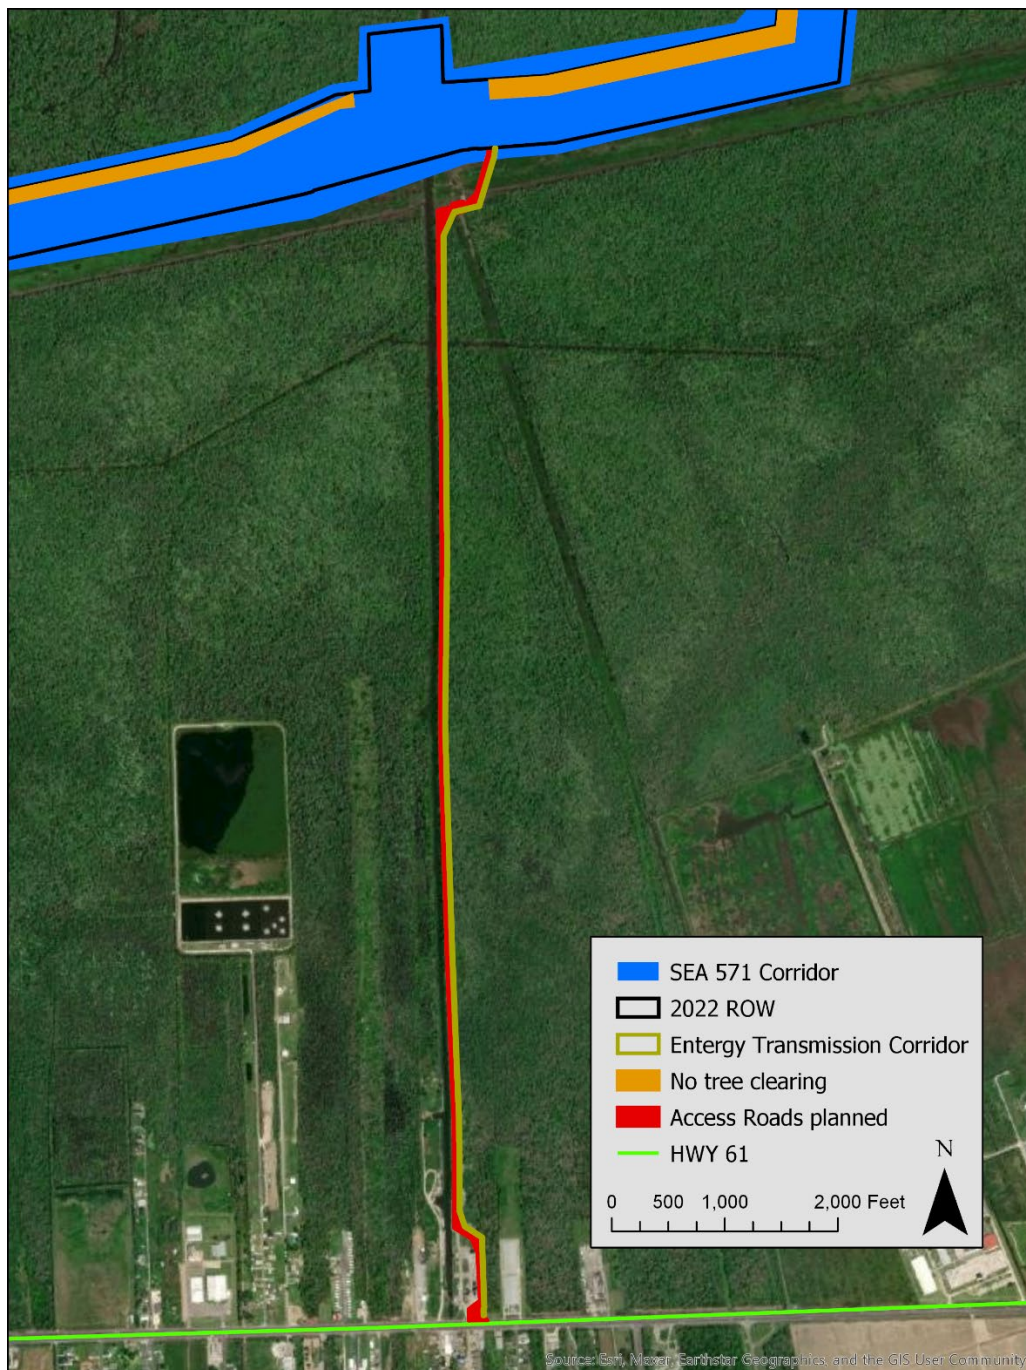 SEA 571 Corridor
2022 ROW
Entergy Transmission Corridor
No tree clearing
Access Roads planned
HWY 61
N
0 500 1,000 2,000 Feet
Source: Esri, Maxar, Earthstar Geographics, and the GIS User Community